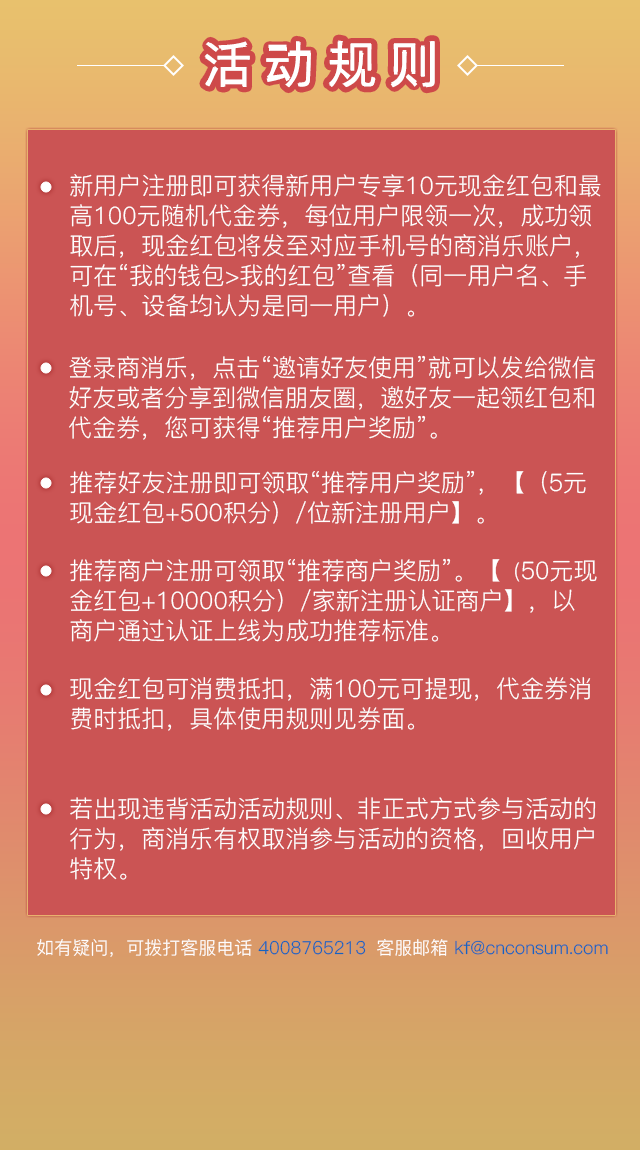 活动规则
新用户注册即可获得新用户专享10元现金红包和最
高100元随机代金券，每位用户限领一次，成功领
取后，现金红包将发至对应手机号的商消乐账户，
可在“我的钱包>我的红包”查看（同一用户名、手
机号、设备均认为是同一用户）。
登录商消乐，点击“邀请好友使用”就可以发给微信
好友或者分享到微信朋友圈，邀好友一起领红包和
代金券，您可获得“推荐用户奖励”。
推荐好友注册即可领取“推荐用户奖励”，【（5元
现金红包+500积分）/位新注册用户】。
推荐商户注册可领取“推荐商户奖励”。【（50元现
金红包+10000积分）/家新注册认证商户】，以
商户通过认证上线为成功推荐标准。
现金红包可消费抵扣，满100元可提现，代金券消
费时抵扣，具体使用规则见券面。
若出现违背活动活动规则、非正式方式参与活动的
行为，商消乐有权取消参与活动的资格，回收用户
特权。
如有疑问，可拨打客服电话 4008765213 客服邮箱 kf@cnconsum.com